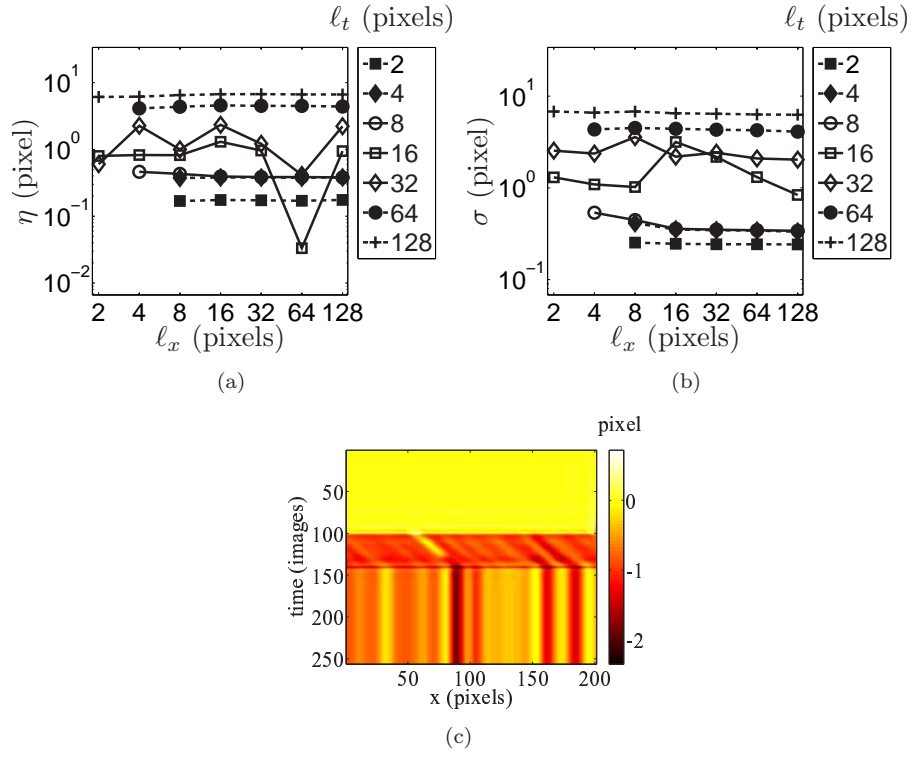 ℓt (pixels)
10^1
10^0
10^−1
10^−2
η (pixel)
2 4 8 16 32 64 128
ℓx (pixels)
2
4
8
16
32
64
128
(a)
ℓt (pixels)
10^1
10^0
10^−1
σ (pixel)
2 4 8 16 32 64 128
ℓx (pixels)
2
4
8
16
32
64
128
(b)
pixel
50
100
150
200
250
time (images)
50 100 150 200
x (pixels)
0
-1
-2
(c)